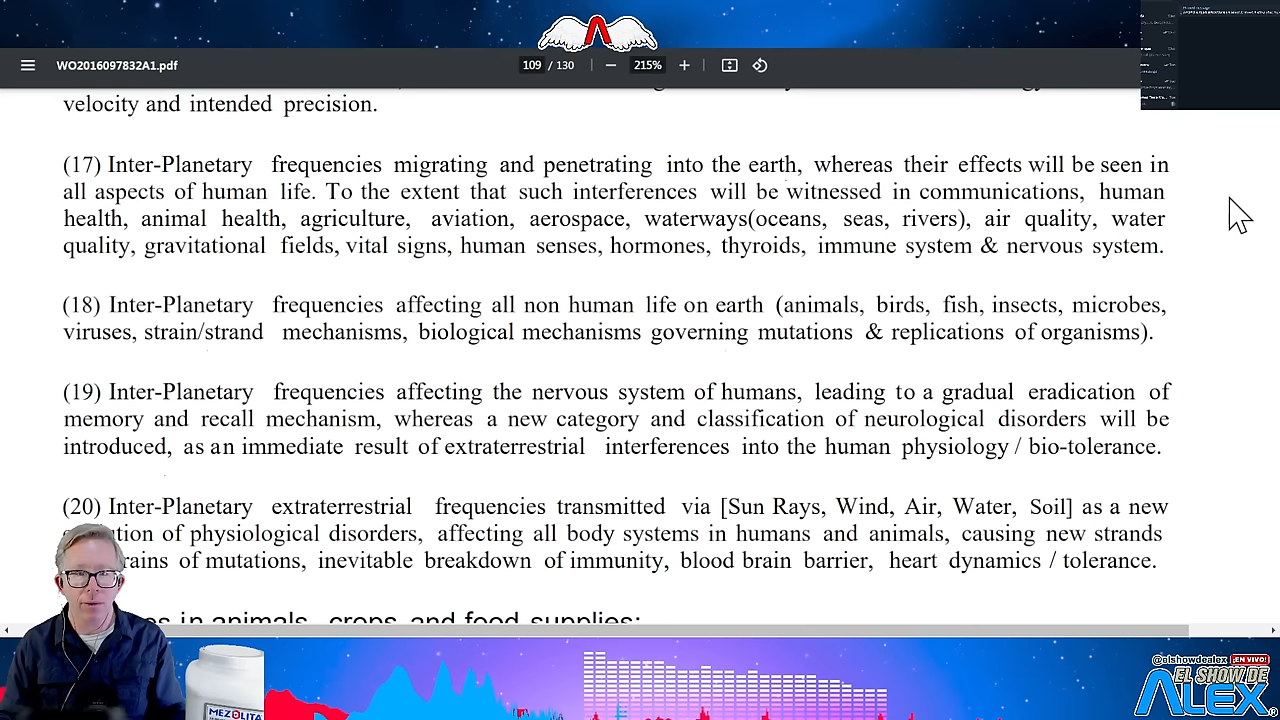 WO2016097832A1.pdf
109 / 130
215%
velocity and intended precision.
(17) Inter-Planetary frequencies migrating and penetrating into the earth, whereas their effects will be seen in
all aspects of human life. To the extent that such interferences will be witnessed in communications, human
health, animal health, agriculture, aviation, aerospace, waterways(oceans, seas, rivers), air quality, water
quality, gravitational fields, vital signs, human senses, hormones, thyroids, immune system & nervous system.
(18) Inter-Planetary frequencies affecting all non human life on earth (animals, birds, fish, insects, microbes,
viruses, strain/strand mechanisms, biological mechanisms governing mutations & replications of organisms).
(19) Inter-Planetary frequencies affecting the nervous system of humans, leading to a gradual eradication of
memory and recall mechanism, whereas a new category and classification of neurological disorders will be
introduced, as an immediate result of extraterrestrial interferences into the human physiology / bio-tolerance.
(20) Inter-Planetary extraterrestrial frequencies transmitted via [Sun Rays, Wind, Air, Water, Soil] as a new
of physiological disorders, affecting all body systems in humans and animals, causing new strands
of mutations, inevitable breakdown of immunity, blood brain barrier, heart dynamics / tolerance.
in animals, crops and food supplies:
MEZOLITA
@elshowdealex ¡EN VIVO!
EL SHOW DE
ALEX